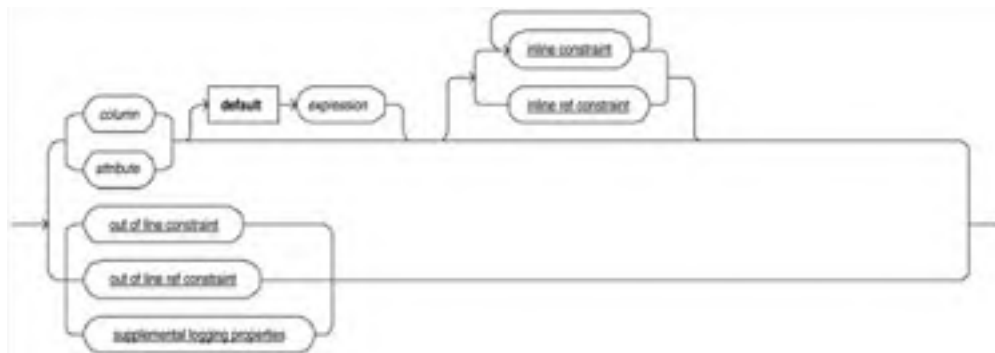 inline constraint
default
expression
column
inline ref constraint
attribute
out of line constraint
out of line ref constraint
supplemental logging properties